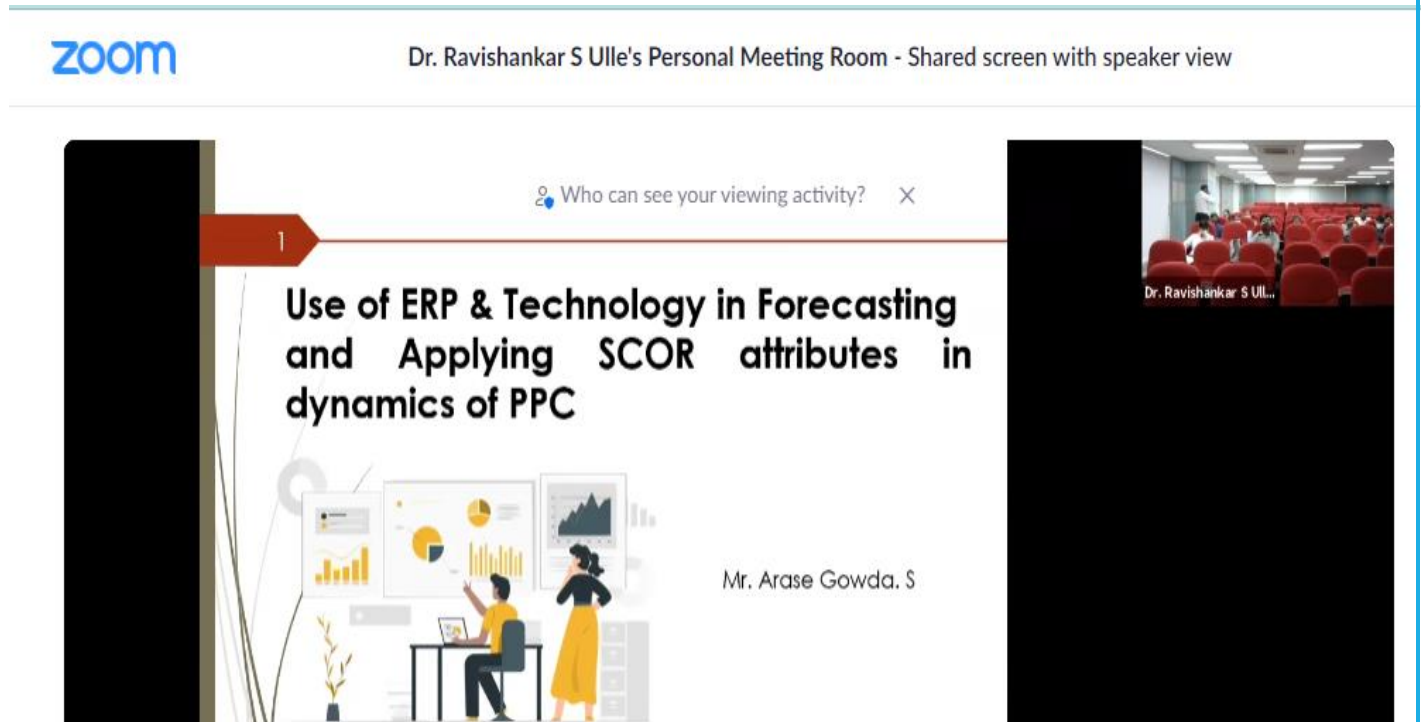 zoom
Dr. Ravishankar S Ulle's Personal Meeting Room - Shared screen with speaker view
Who can see your viewing activity?
1
Use of ERP & Technology in Forecasting
and Applying SCOR attributes in
dynamics of PPC
Dr. Ravishankar S Ull...
Mr. Arase Gowda. S